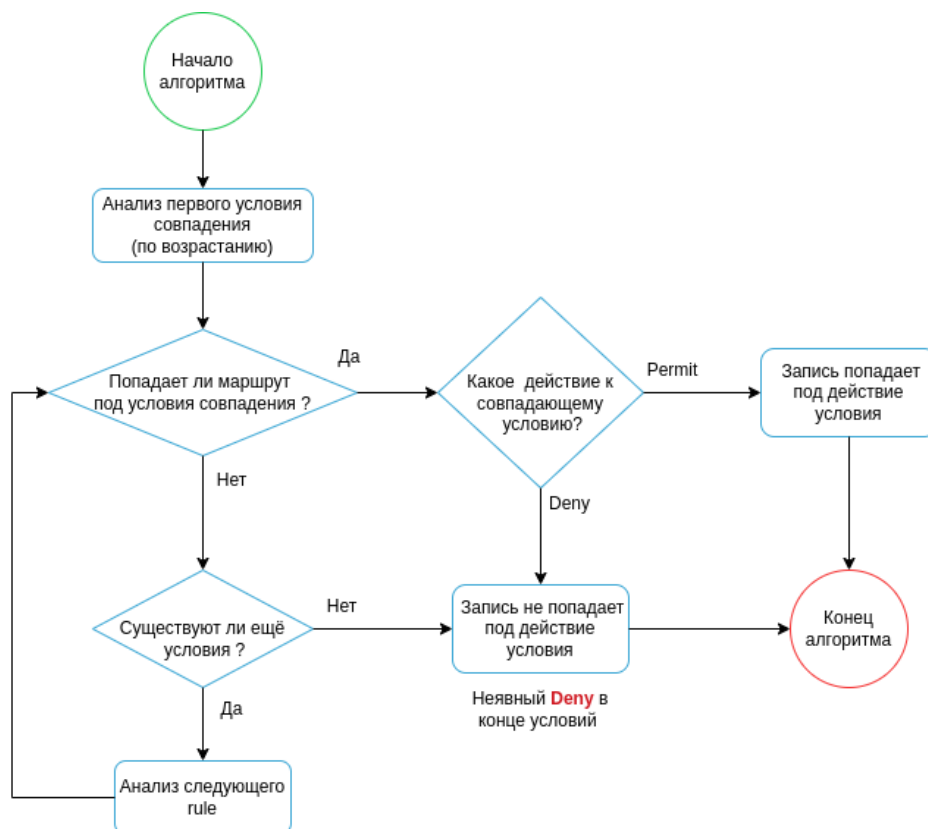 Начало
алгоритма
Анализ первого условия
совпадения
(по возрастанию)
Попадает ли маршрут
под условия совпадения ?
Да
Какое действие к
совпадающему
условию?
Permit
Запись попадает
под действие
условия
Нет
Deny
Существуют ли ещё
условия ?
Нет
Запись не попадает
под действие
условия
Конец
алгоритма
Неявный Deny в
конце условий
Да
Анализ следующего
rule